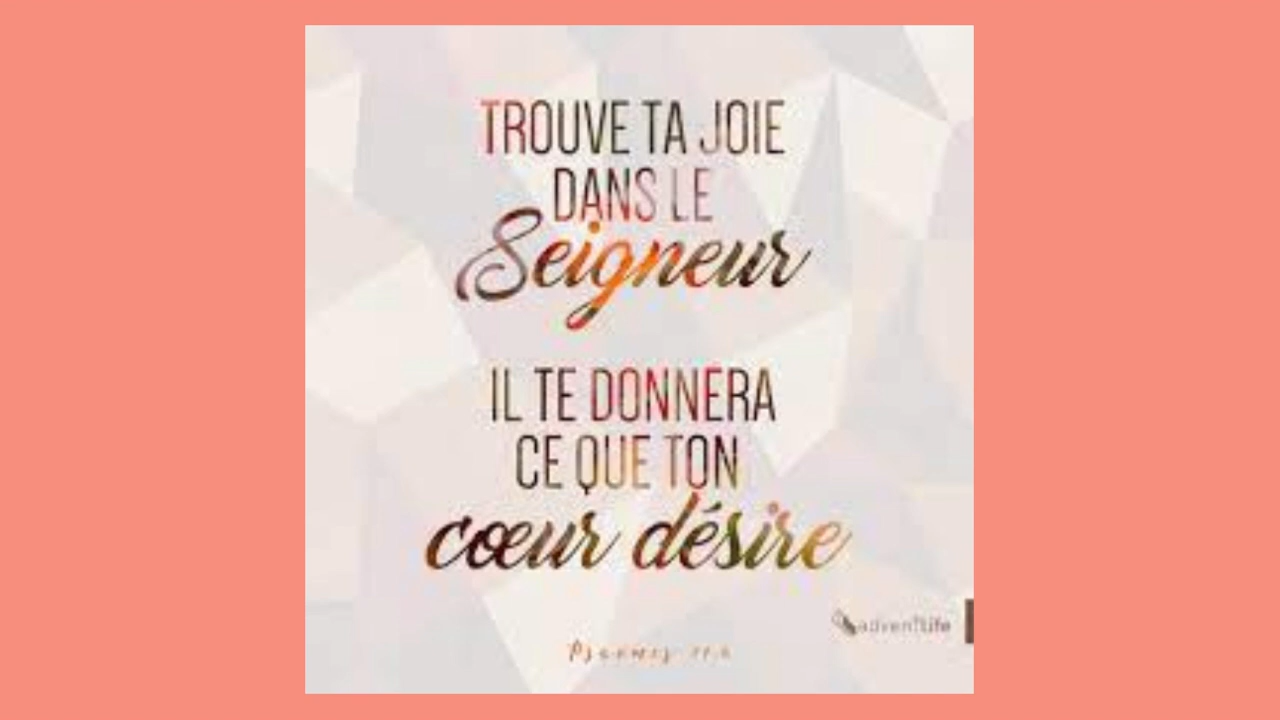 TROUVE TA JOIE
DANS LE
Seigneur
IL TE DONNERA
CE QUE TON
cœur désire
adventLife